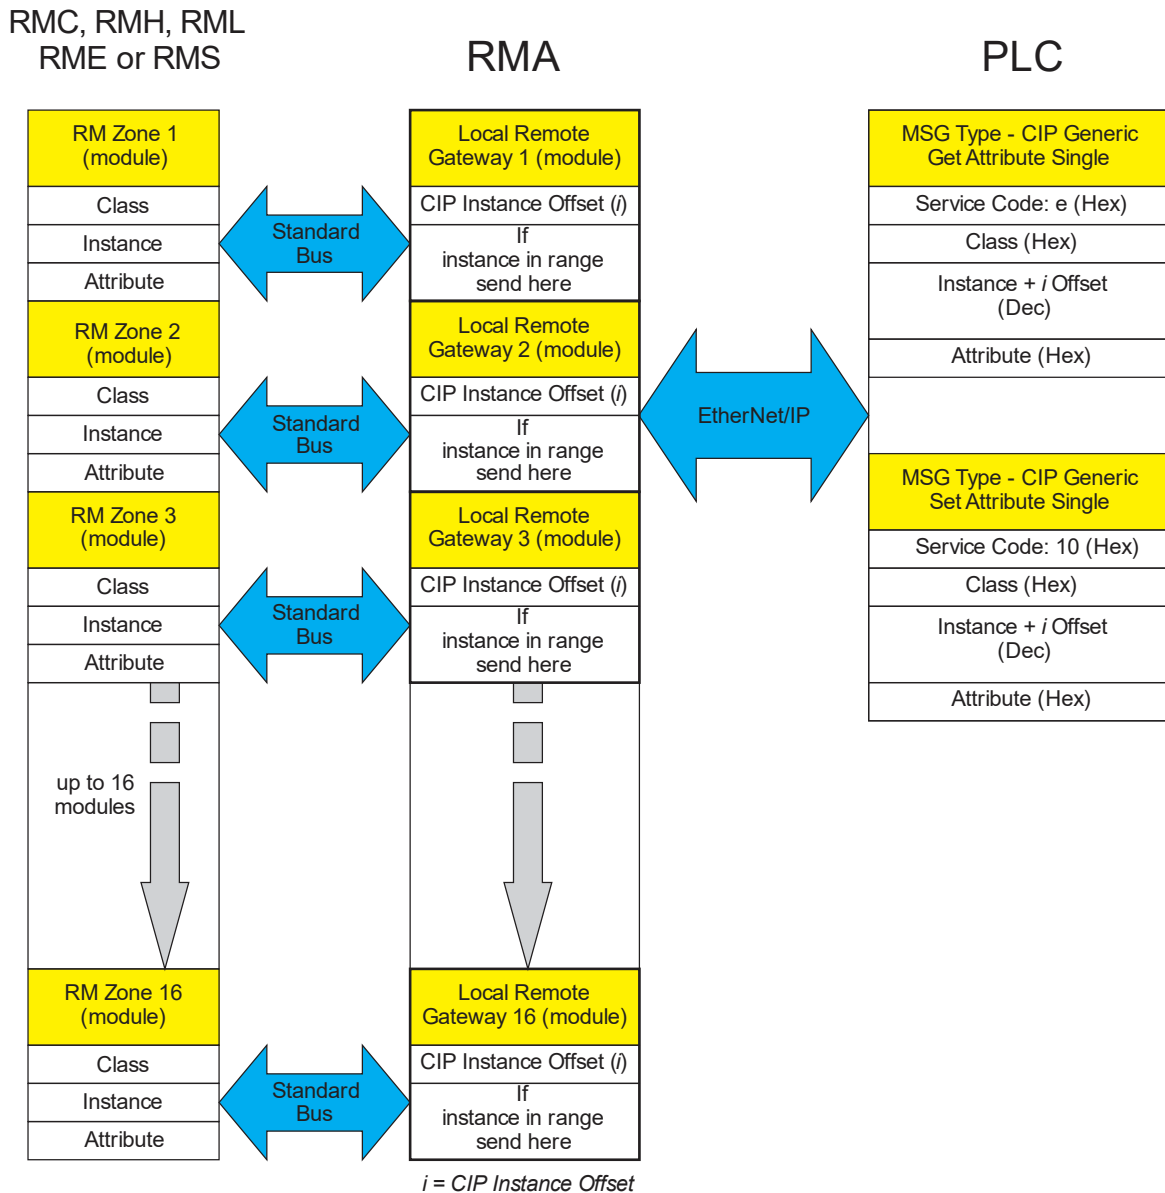 RMC, RMH, RML
RME or RMS
RMA
PLC
RM Zone 1
(module)
Class
Instance
Attribute
RM Zone 2
(module)
Class
Instance
Attribute
RM Zone 3
(module)
Class
Instance
Attribute
up to 16
modules
RM Zone 16
(module)
Class
Instance
Attribute
Standard
Bus
Standard
Bus
Standard
Bus
Standard
Bus
Local Remote
Gateway 1 (module)
CIP Instance Offset (i)
If
instance in range
send here
Local Remote
Gateway 2 (module)
CIP Instance Offset (i)
If
instance in range
send here
Local Remote
Gateway 3 (module)
CIP Instance Offset (i)
If
instance in range
send here
Local Remote
Gateway 16 (module)
CIP Instance Offset (i)
If
instance in range
send here
i = CIP Instance Offset
EtherNet/IP
MSG Type - CIP Generic
Get Attribute Single
Service Code: e (Hex)
Class (Hex)
Instance + i Offset
(Dec)
Attribute (Hex)
MSG Type - CIP Generic
Set Attribute Single
Service Code: 10 (Hex)
Class (Hex)
Instance + i Offset
(Dec)
Attribute (Hex)